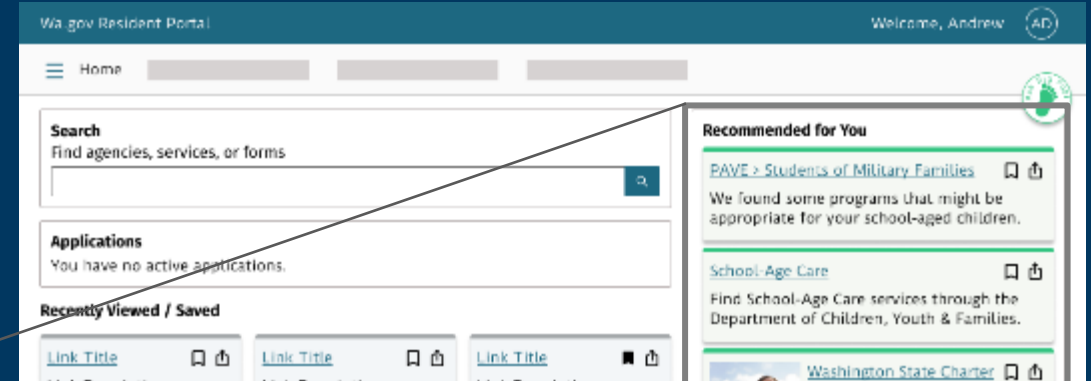 Wa.gov Resident Portal
Welcome, Andrew
AD
Home
Search
Find agencies, services, or forms
Applications
You have no active applications.
Recently Viewed / Saved
Link Title
Link Title
Link Title
Recommended for You
PAVE > Students of Military Families
We found some programs that might be
appropriate for your school-aged children.
School-Age Care
Find School-Age Care services through the
Department of Children, Youth & Families.
Washington State Charter